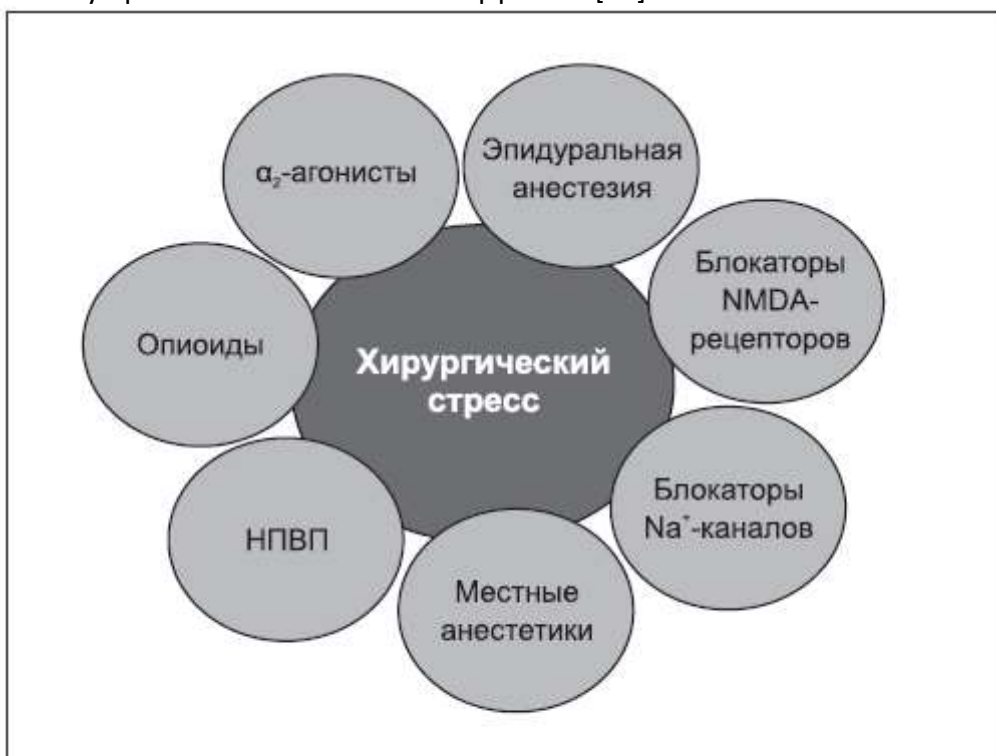 α₂-агонисты
Эпидуральная
анестезия
Блокаторы
NMDA-
рецепторов
Опиоиды
Хирургический
стресс
Блокаторы
Na⁺-каналов
НПВП
Местные
анестетики